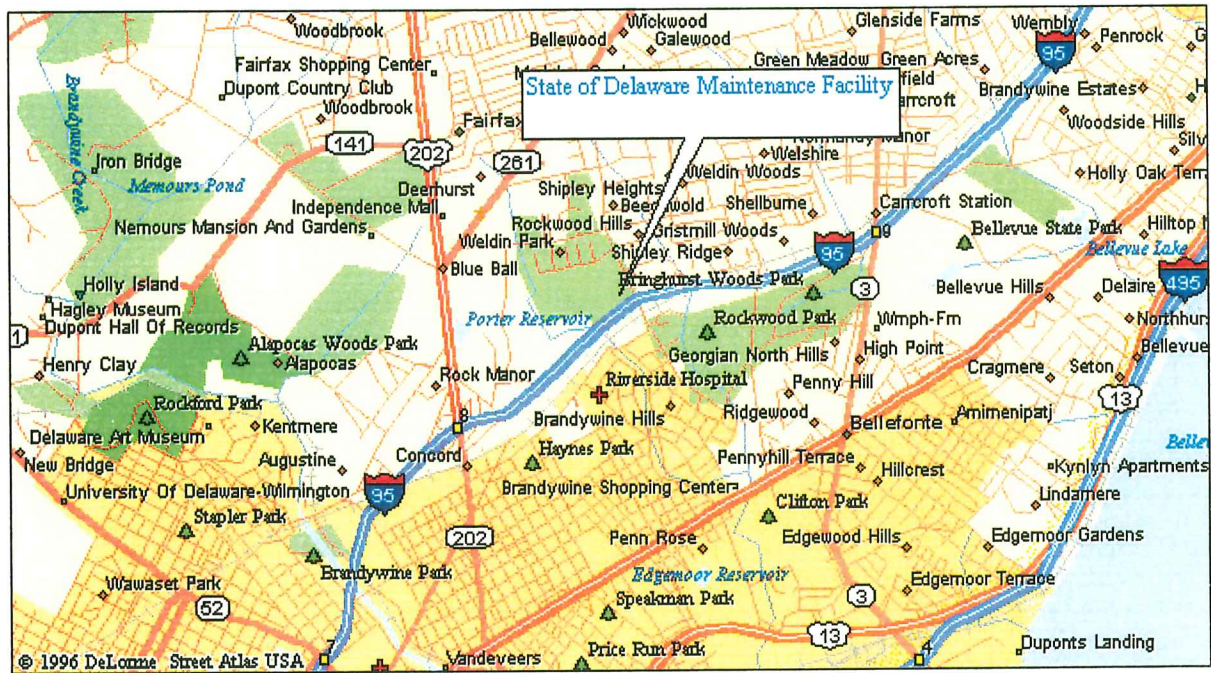 Woodbrook
Wickwood
Glenside Farms
Wembly
Penrock
Bellewood
Galewood
95
Fairfax Shopping Center
Green Meadow
Green Acres
State of Delaware Maintenance Facility
Dupont Country Club
Brandywine Estates
Woodbrook
Woodside Hills
Brandywine Creek
Fairfax
Normandy Manor
141
202
261
Welshire
Iron Bridge
Memours Pond
Deerhurst
Shipley Heights
Weldin Woods
Holly Oak
Independence Mall
Beechwold
Shellburne
Carrcroft Station
Nemours Mansion And Gardens
Rockwood Hills
Gristmill Woods
9
Bellevue State Park
Hilltop
Weldin Park
Shipley Ridge
95
Bellevue Lake
Blue Ball
Holly Island
Bringhurst Woods Park
3
Bellevue Hills
Delaire
495
Hagley Museum
Dupont Hall Of Records
Porter Reservoir
Rockwood Park
Wmph-Fm
Alapocas Woods Park
Georgian North Hills
High Point
Bellevue
Henry Clay
Alapocas
Rock Manor
Riverside Hospital
Penny Hill
Cragmere
Seton
13
Rockford Park
8
Brandywine Hills
Ridgewood
Bellefonte
Amimenipatj
Delaware Art Museum
Kentmere
New Bridge
Augustine
Concord
Haynes Park
Pennyhill Terrace
Hillcrest
Kynlyn Apartments
University Of Delaware-Wilmington
95
Brandywine Shopping Center
Lindamere
Stapler Park
Clifton Park
202
Penn Rose
Edgewood Hills
Edgemoor Gardens
Brandywine Park
Edgemoor Reservoir
Wawaset Park
Edgemoor Terrace
52
Speakman Park
3
13
Duponts Landing
7
Vandeveers
Price Run Park
4
© 1996 DeLorme Street Atlas USA